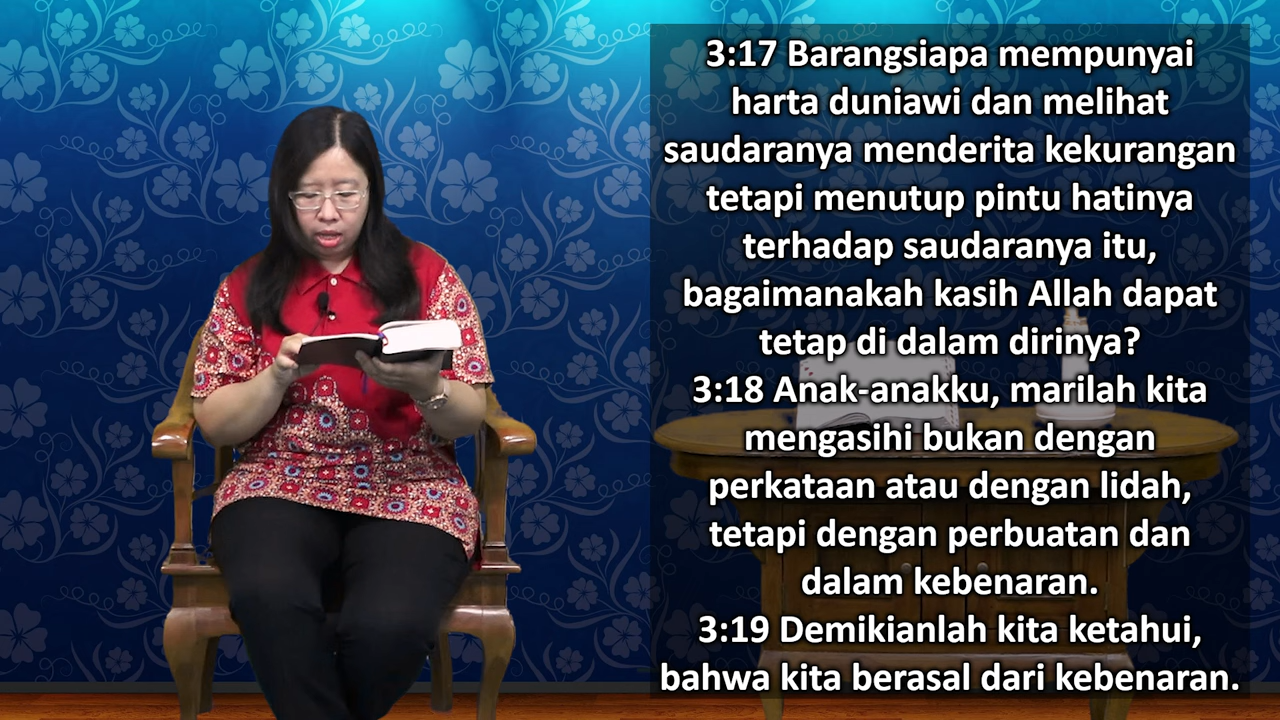 3:17 Barangsiapa mempunyai
harta duniawi dan melihat
saudaranya menderita kekurangan
tetapi menutup pintu hatinya
terhadap saudaranya itu,
bagaimanakah kasih Allah dapat
tetap di dalam dirinya?
3:18 Anak-anakku, marilah kita
mengasihi bukan dengan
perkataan atau dengan lidah,
tetapi dengan perbuatan dan
dalam kebenaran.
3:19 Demikianlah kita ketahui,
bahwa kita berasal dari kebenaran.